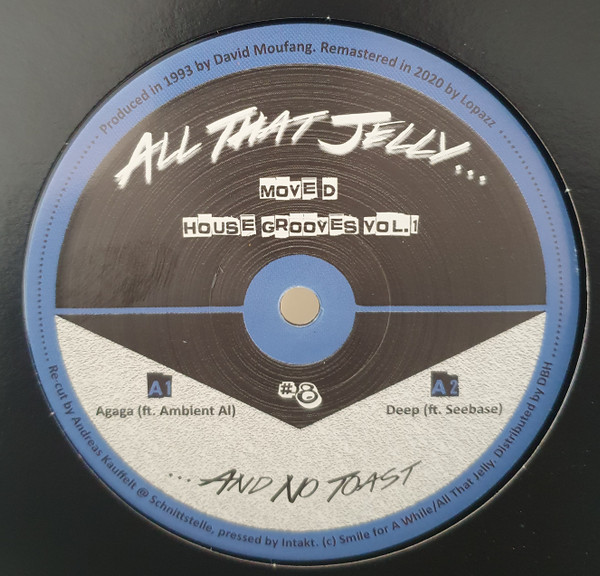 Produced in 1993 by David Moufang. Remastered in 2020 by Lopazz
ALL THAT JELLY...
MOVE D
HOUSE GROOVES VOL.1
A1
Agaga (ft. Ambient Al)
#8
A2
Deep (ft. Seebase)
...AND NO TOAST
Re-cut by Andreas Kauffelt @ Schnittstelle, pressed by Intakt. (c) Smile for A While/All That Jelly. Distributed by DBH